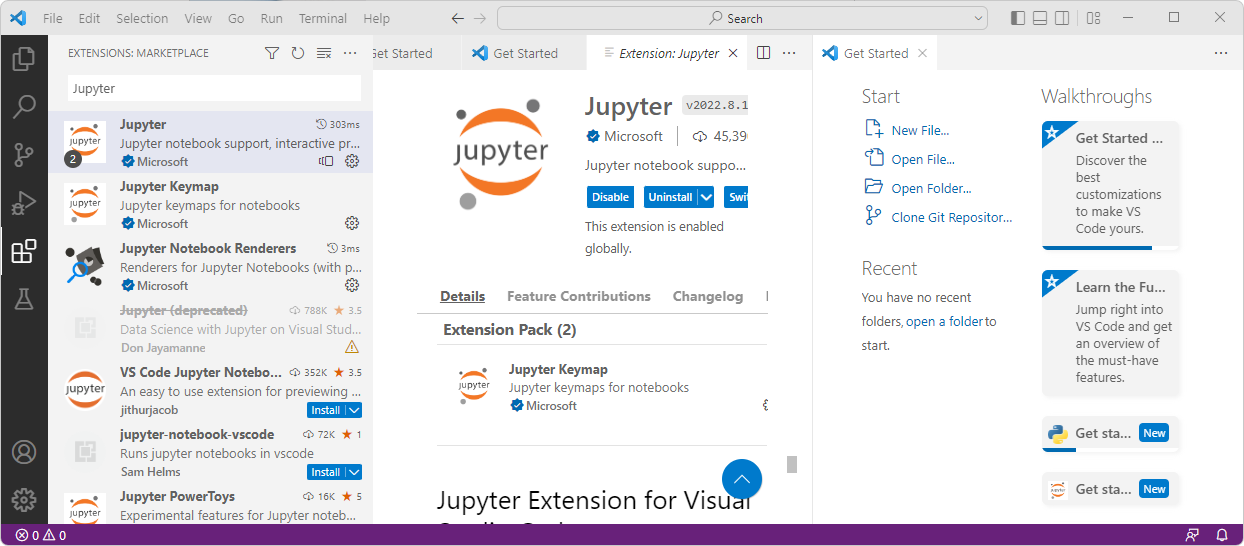 File Edit Selection View Go Run Terminal Help
Search
EXTENSIONS: MARKETPLACE
Jupyter
Jupyter
303ms
Jupyter notebook support, interactive pr...
Microsoft
2
jupyter
Jupyter Keymap
Jupyter keymaps for notebooks
Microsoft
jupyter
Jupyter Notebook Renderers
3ms
Renderers for Jupyter Notebooks (with p...
Microsoft
Jupyter (deprecated)
788K 3.5
Data Science with Jupyter on Visual Stud...
Don Jayamanne
VS Code Jupyter Notebo...
352K 3.5
An easy to use extension for previewing ...
jithurjacob
Install
jupyter
jupyter-notebook-vscode
72K 1
Runs jupyter notebooks in vscode
Sam Helms
Install
Jupyter PowerToys
16K 5
Experimental features for Jupyter noteb...
jupyter
Get Started
Get Started
Extension: Jupyter
jupyter
Jupyter
v2022.8.1
Microsoft
45,39
Jupyter notebook suppo...
Disable
Uninstall
Swit
This extension is enabled
globally.
Details
Feature Contributions
Changelog
Extension Pack (2)
jupyter
Jupyter Keymap
Jupyter keymaps for notebooks
Microsoft
Jupyter Extension for Visual
Studio Code
Get Started
Start
New File...
Open File...
Open Folder...
Clone Git Repositor...
Recent
You have no recent
folders, open a folder to
start.
Walkthroughs
Get Started ...
Discover the
best
customizations
to make VS
Code yours.
Learn the Fu...
Jump right into
VS Code and get
an overview of
the must-have
features.
Get sta...
New
Get sta...
New
0
0